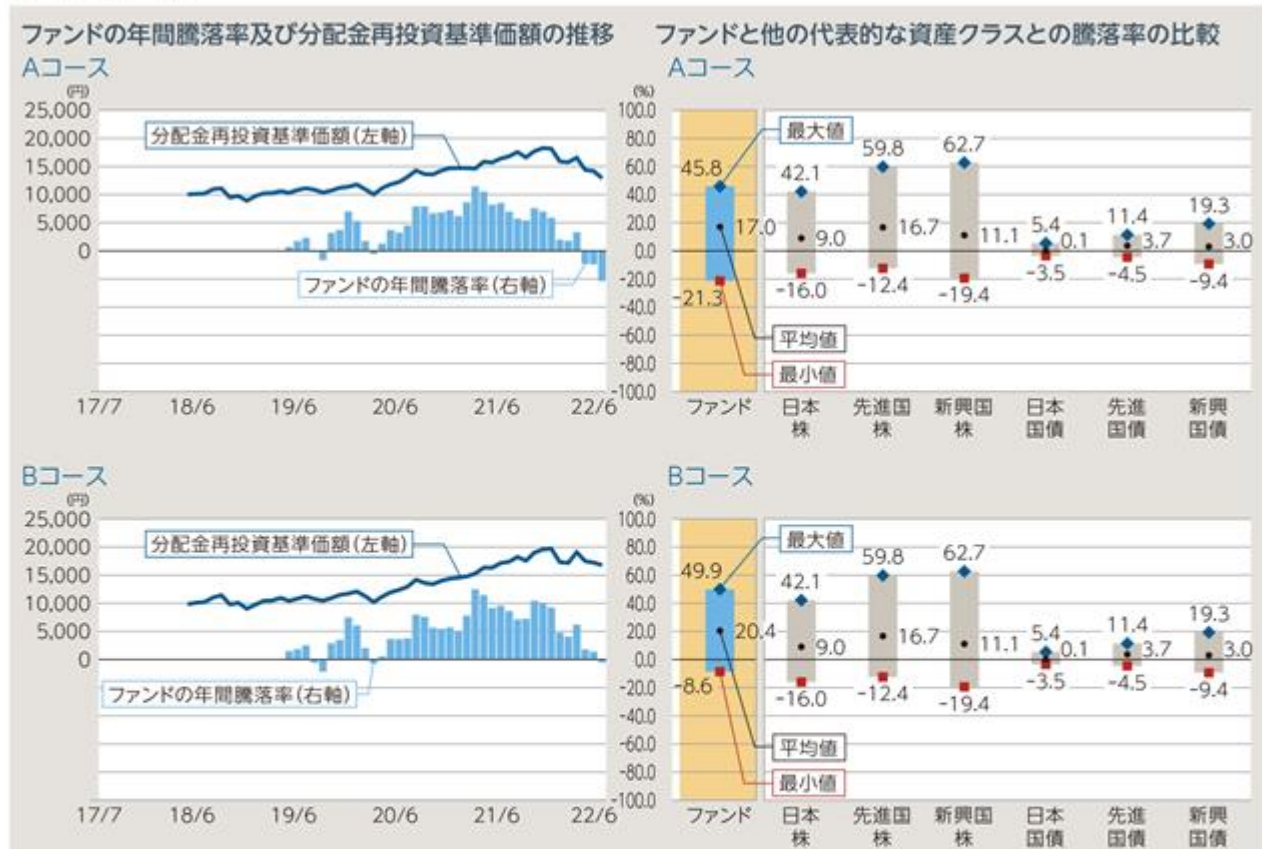 ファンドの年間騰落率及び分配金再投資基準価額の推移
Aコース
(円)
25,000
20,000
15,000
10,000
5,000
0
分配金再投資基準価額(左軸)
ファンドの年間騰落率(右軸)
(%)
100.0
80.0
60.0
40.0
20.0
0.0
-20.0
-40.0
-60.0
-80.0
-100.0
17/7 18/6 19/6 20/6 21/6 22/6
ファンドと他の代表的な資産クラスとの騰落率の比較
Aコース
最大値
平均値
最小値
45.8 42.1 59.8 62.7 5.4 11.4 19.3
17.0 9.0 16.7 11.1 0.1 3.7 3.0
-21.3 -16.0 -12.4 -19.4 -3.5 -4.5 -9.4
ファンド 日本株 先進国株 新興国株 日本国債 先進国債 新興国債
Bコース
(円)
25,000
20,000
15,000
10,000
5,000
0
分配金再投資基準価額(左軸)
ファンドの年間騰落率(右軸)
(%)
100.0
80.0
60.0
40.0
20.0
0.0
-20.0
-40.0
-60.0
-80.0
-100.0
17/7 18/6 19/6 20/6 21/6 22/6
Bコース
最大値
平均値
最小値
49.9 42.1 59.8 62.7 5.4 11.4 19.3
20.4 9.0 16.7 11.1 0.1 3.7 3.0
-8.6 -16.0 -12.4 -19.4 -3.5 -4.5 -9.4
ファンド 日本株 先進国株 新興国株 日本国債 先進国債 新興国債